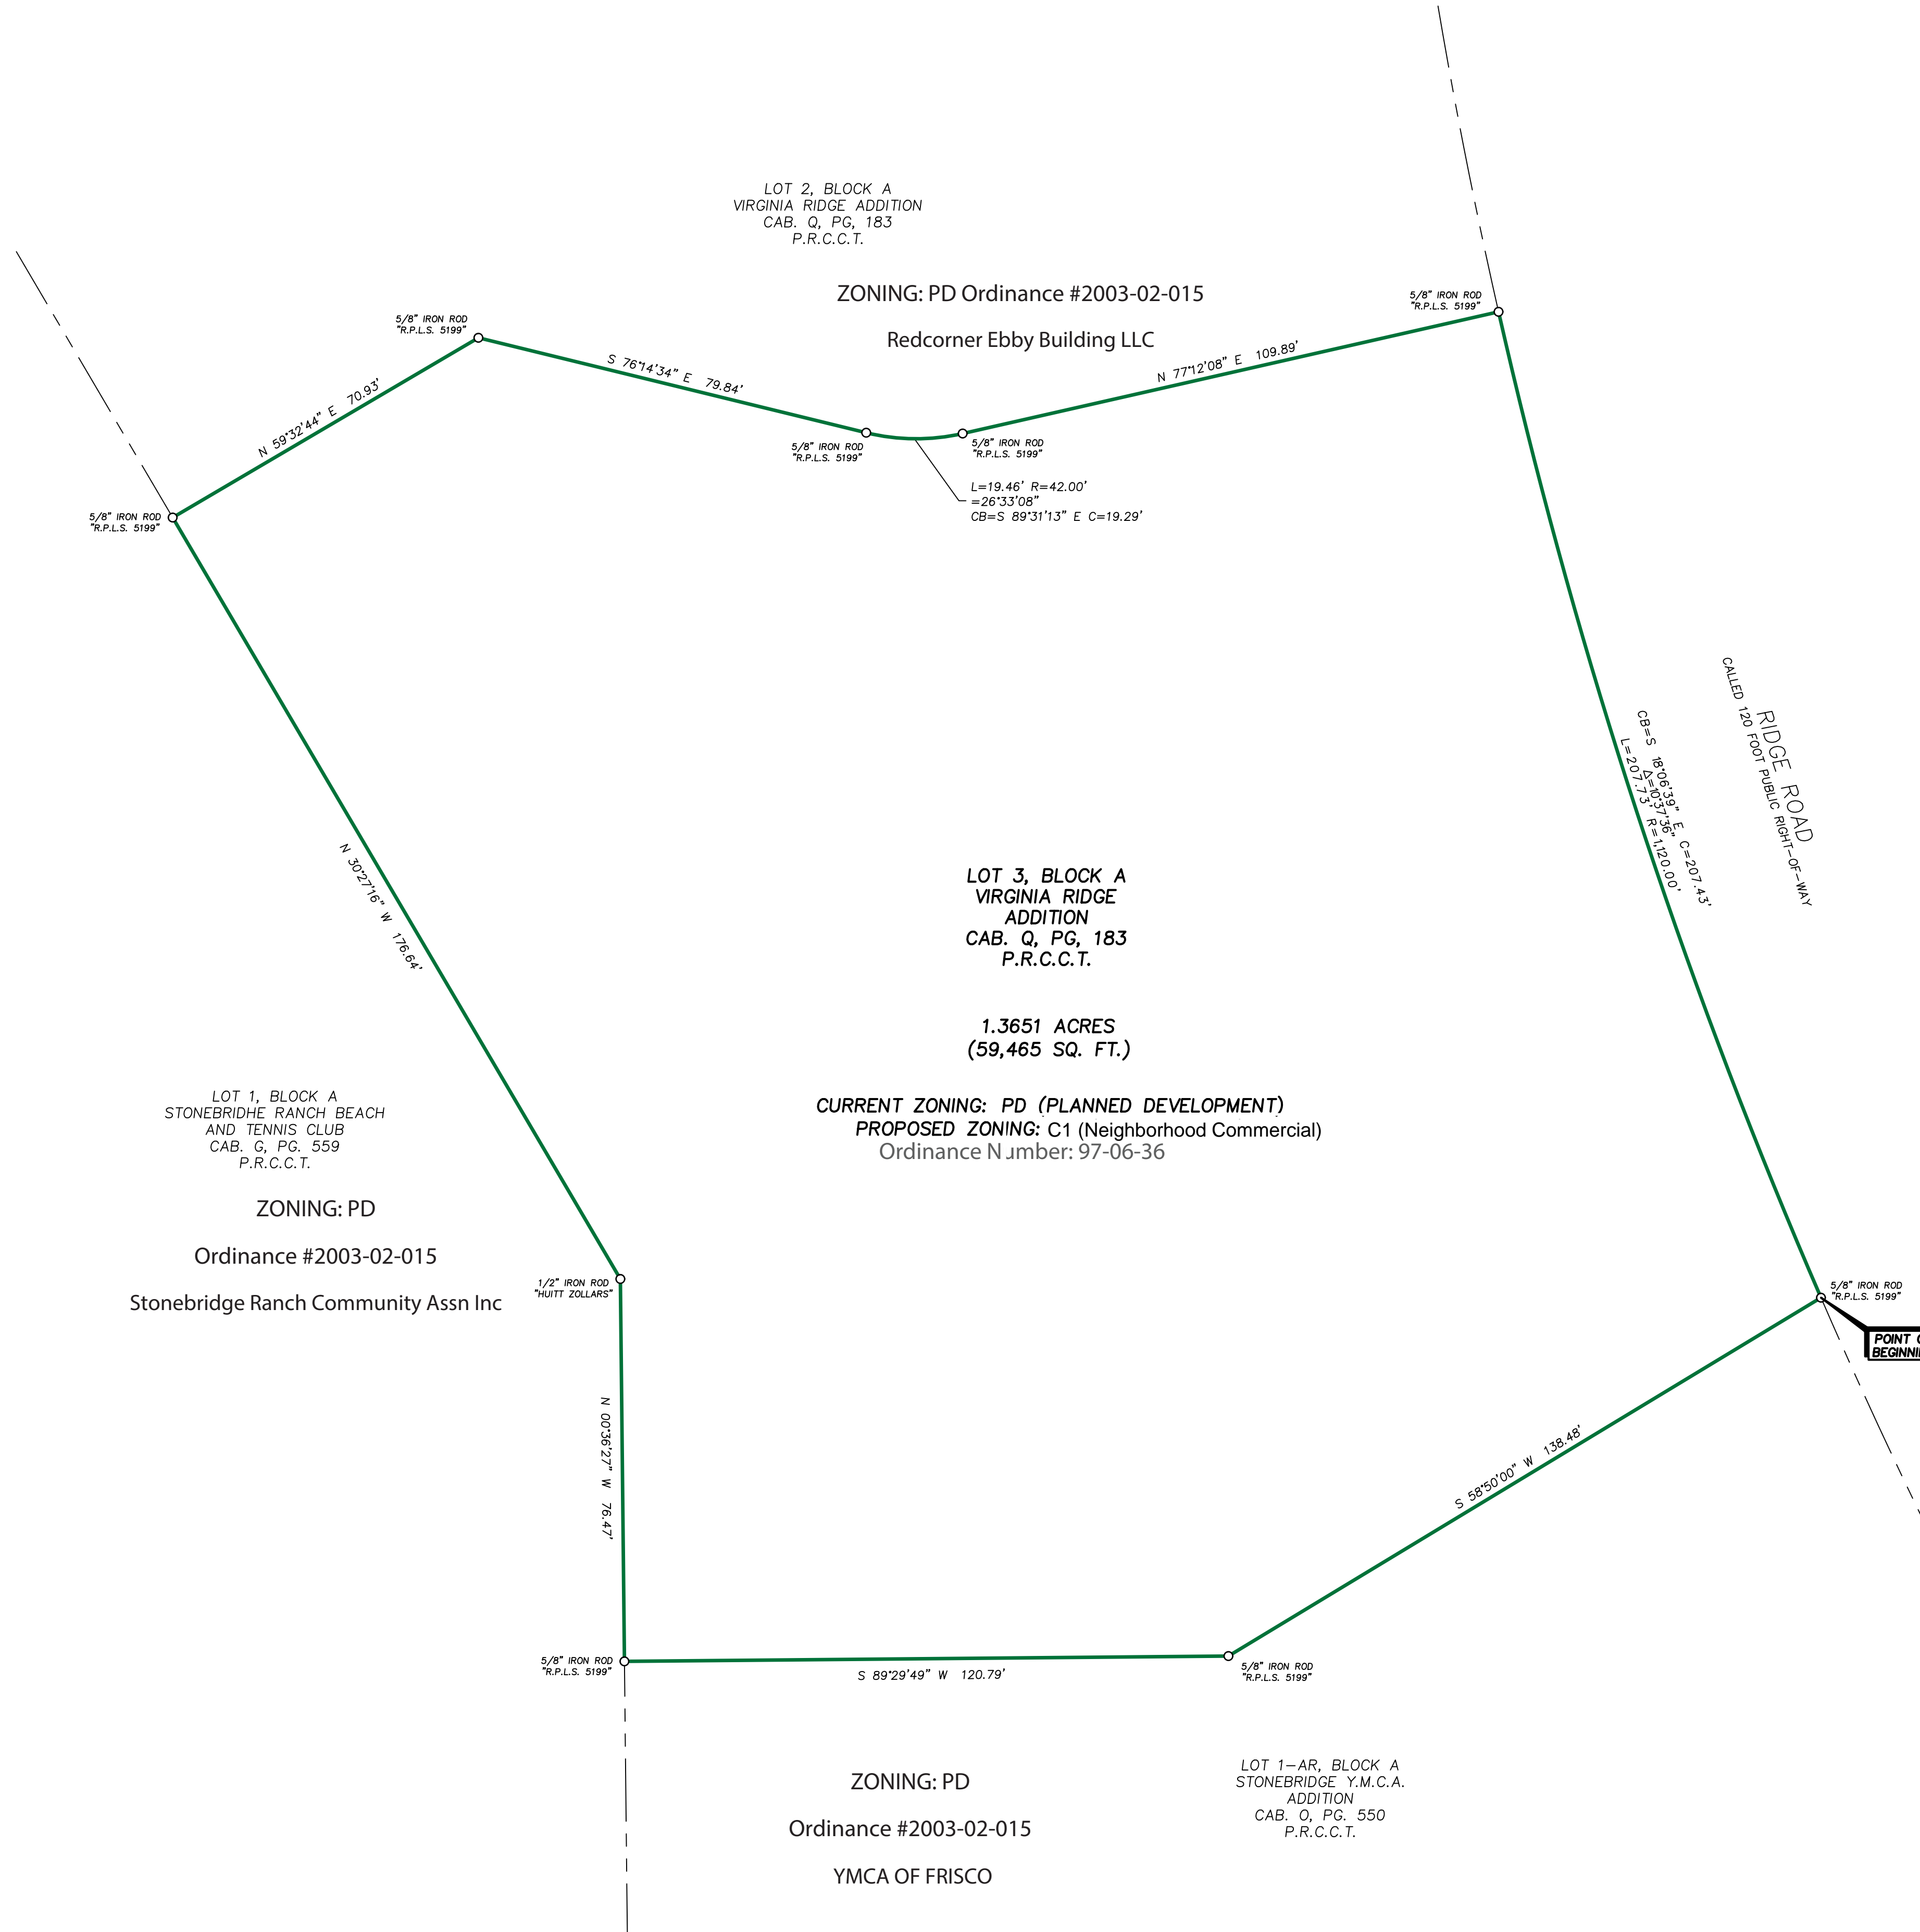 LOT 2, BLOCK A
VIRGINIA RIDGE ADDITION
CAB. Q, PG, 183
P.R.C.C.T.
ZONING: PD Ordinance #2003-02-015
Redcorner Ebby Building LLC
5/8" IRON ROD
"R.P.L.S. 5199"
5/8" IRON ROD
"R.P.L.S. 5199"
N 59°32'44" E 70.93'
S 76°14'34" E 79.84'
N 77°12'08" E 109.89'
5/8" IRON ROD
"R.P.L.S. 5199"
5/8" IRON ROD
"R.P.L.S. 5199"
L=19.46' R=42.00'
=26°33'08"
CB=S 89°31'13" E C=19.29'
5/8" IRON ROD
"R.P.L.S. 5199"
RIDGE ROAD
CALLED 120 FOOT PUBLIC RIGHT-OF-WAY
CB=S 18°06'39" E C=207.43'
Δ=10°37'36"
L=207.73' R=1,120.00'
N 30°27'16" W 176.64'
LOT 3, BLOCK A
VIRGINIA RIDGE
ADDITION
CAB. Q, PG, 183
P.R.C.C.T.
1.3651 ACRES
(59,465 SQ. FT.)
CURRENT ZONING: PD (PLANNED DEVELOPMENT)
PROPOSED ZONING: C1 (Neighborhood Commercial)
Ordinance Number: 97-06-36
LOT 1, BLOCK A
STONEBRIDHE RANCH BEACH
AND TENNIS CLUB
CAB. G, PG. 559
P.R.C.C.T.
ZONING: PD
Ordinance #2003-02-015
Stonebridge Ranch Community Assn Inc
1/2" IRON ROD
"HUITT ZOLLARS"
5/8" IRON ROD
"R.P.L.S. 5199"
POINT
N 00°36'27" W 76.47'
S 58°50'00" W 138.48'
5/8" IRON ROD
"R.P.L.S. 5199"
S 89°29'49" W 120.79'
5/8" IRON ROD
"R.P.L.S. 5199"
ZONING: PD
Ordinance #2003-02-015
YMCA OF FRISCO
LOT 1-AR, BLOCK A
STONEBRIDGE Y.M.C.A.
ADDITION
CAB. O, PG. 550
P.R.C.C.T.